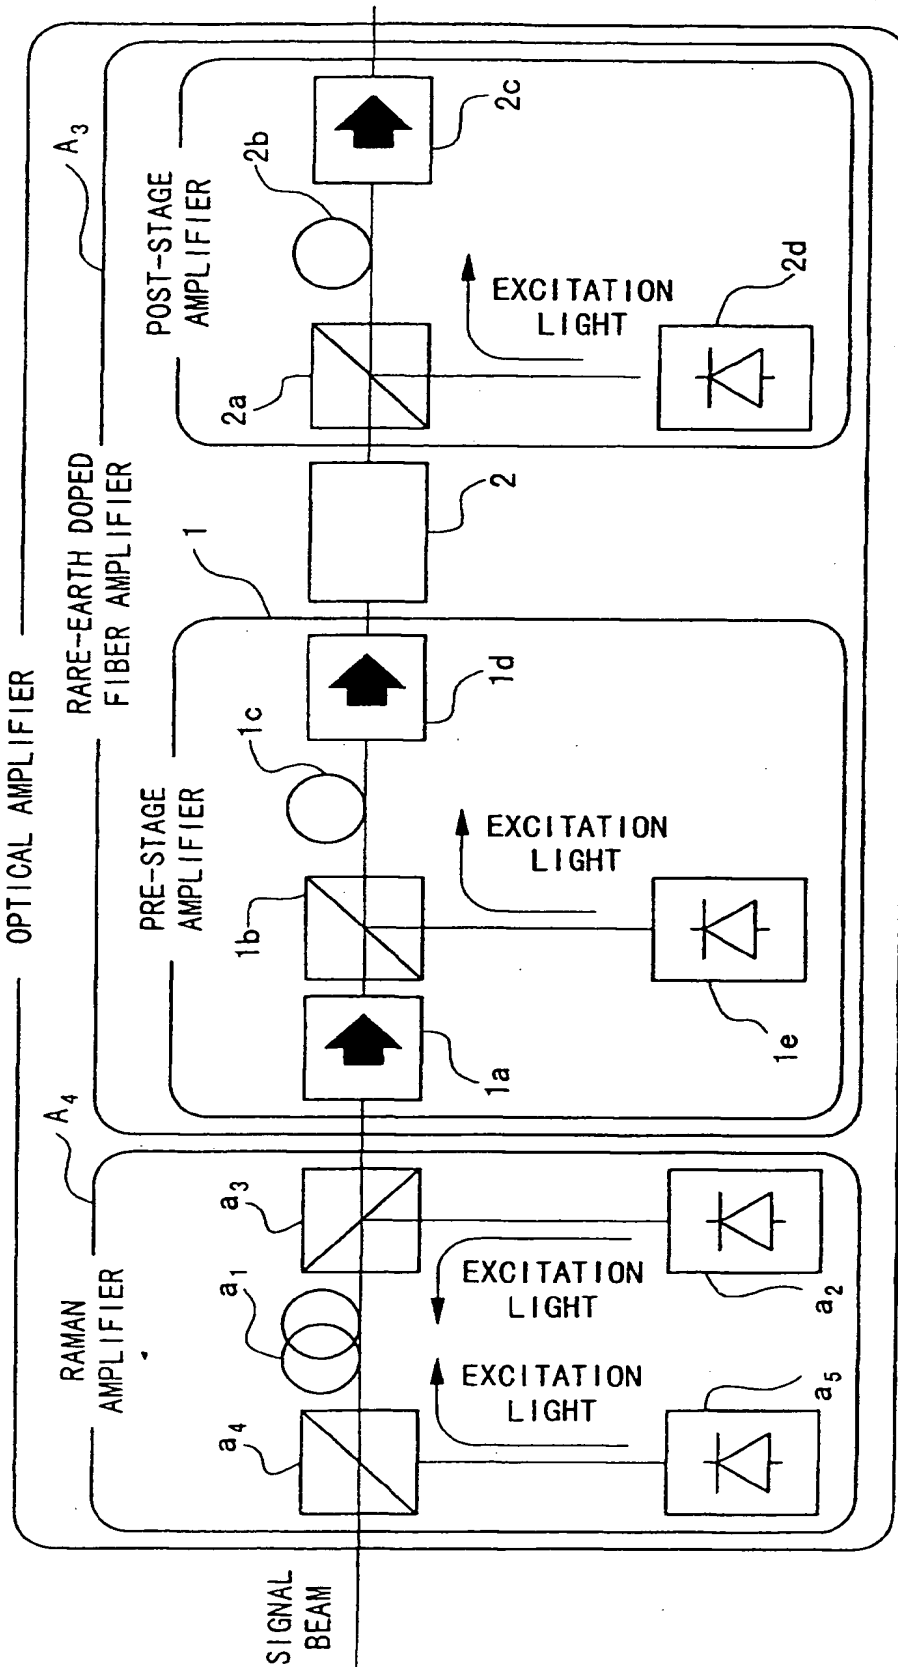 OPTICAL AMPLIFIER
RAMAN
AMPLIFIER
A4
RARE-EARTH DOPED
FIBER AMPLIFIER
A3
PRE-STAGE
AMPLIFIER
1
POST-STAGE
AMPLIFIER
SIGNAL
BEAM
a4
a1
a3
1a
1b
1c
1d
2
2a
2b
2c
EXCITATION
LIGHT
EXCITATION
LIGHT
EXCITATION
LIGHT
EXCITATION
LIGHT
a5
a2
1e
2d